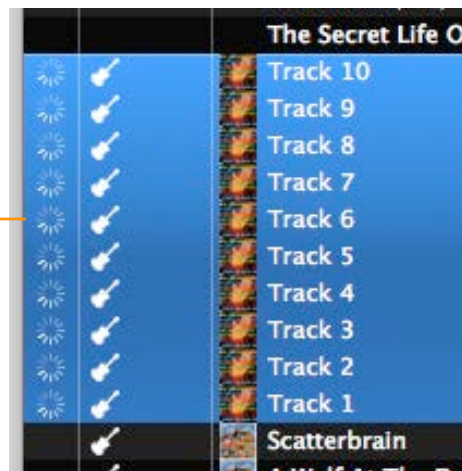 The Secret Life O
Track 10
Track 9
Track 8
Track 7
Track 6
Track 5
Track 4
Track 3
Track 2
Track 1
Scatterbrain